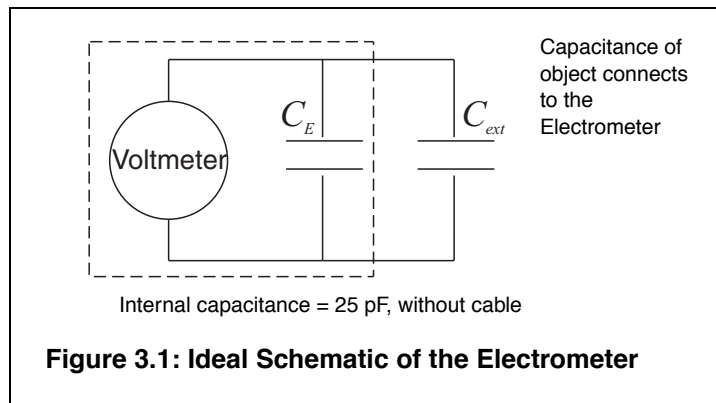 Capacitance of
object connects
to the
Electrometer
Voltmeter
C_E
C_ext
Internal capacitance = 25 pF, without cable
Figure 3.1: Ideal Schematic of the Electrometer